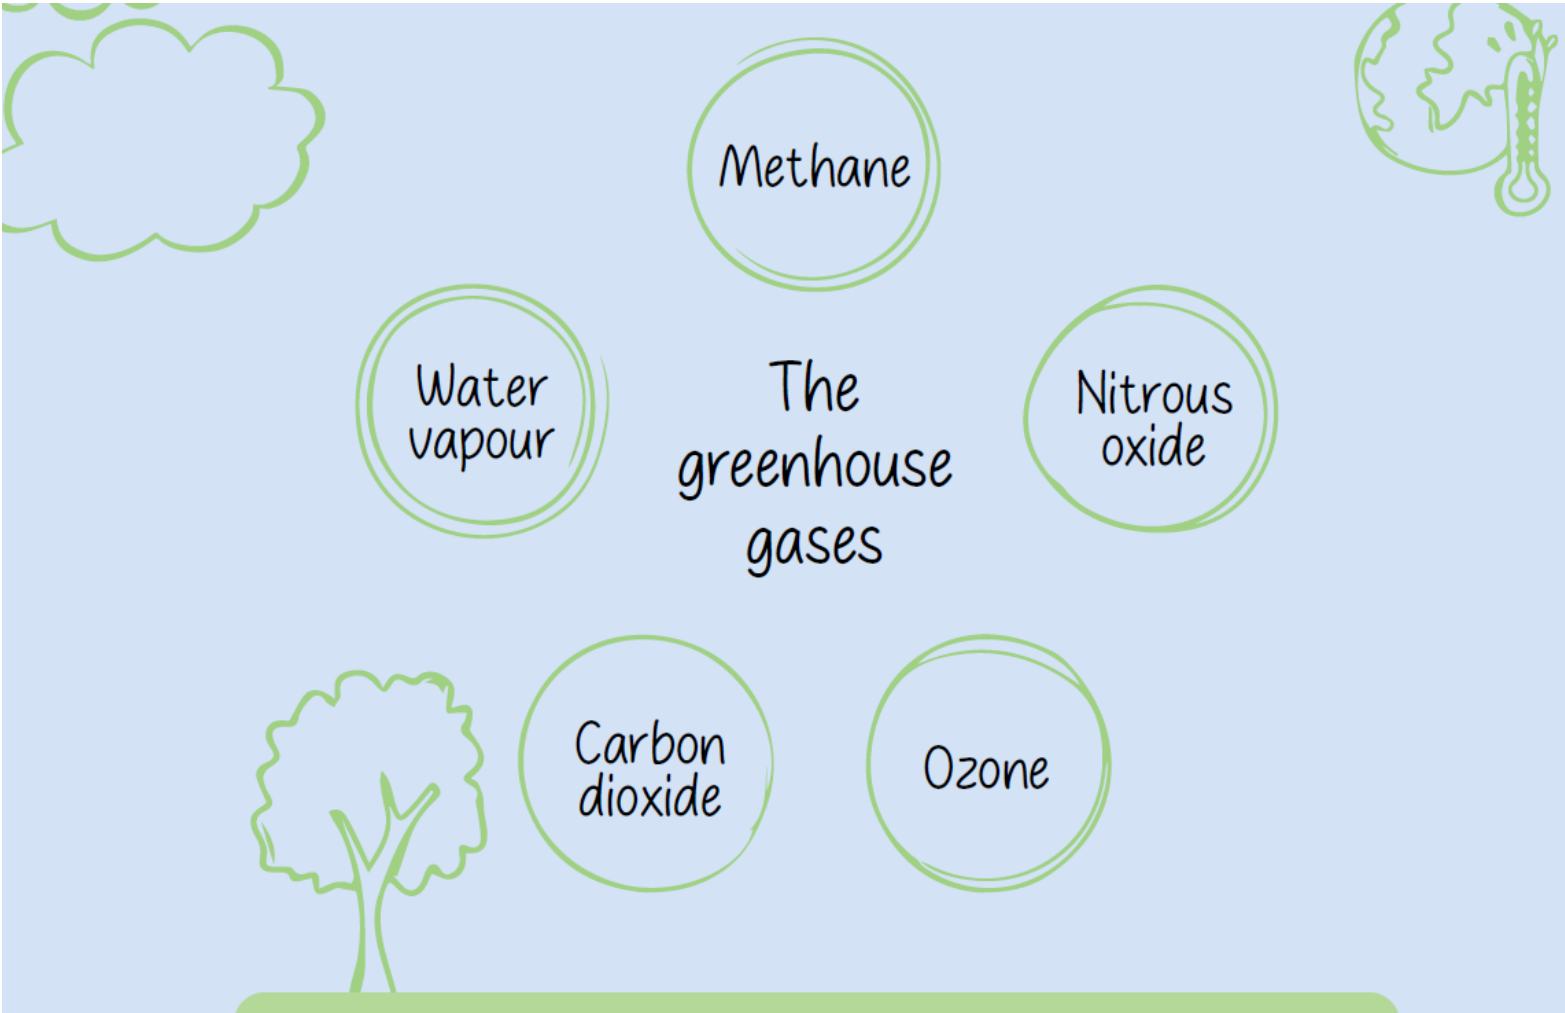 Methane
Water
vapour
The
greenhouse
gases
Nitrous
oxide
Carbon
dioxide
Ozone